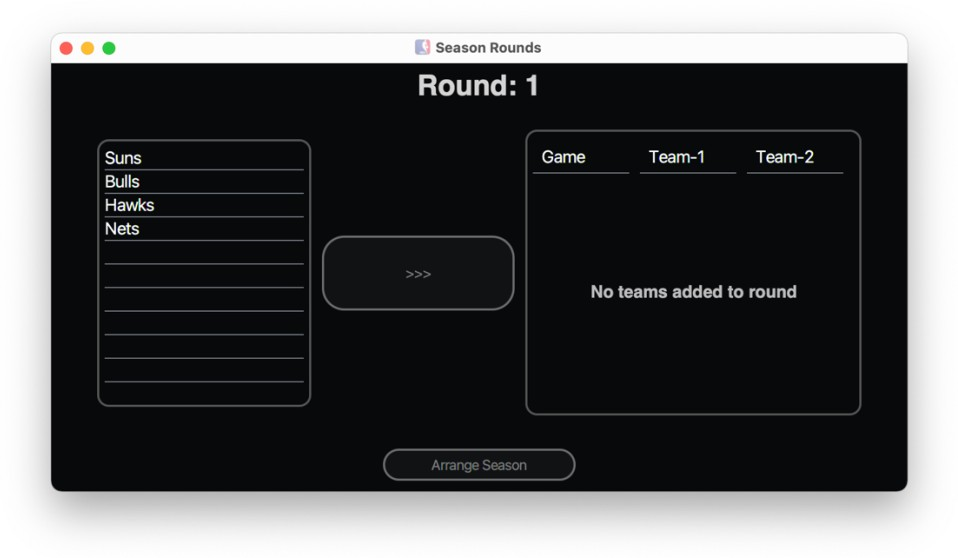 Season Rounds
Round: 1
Suns
Bulls
Hawks
Nets
>>>
Game Team-1 Team-2
No teams added to round
Arrange Season